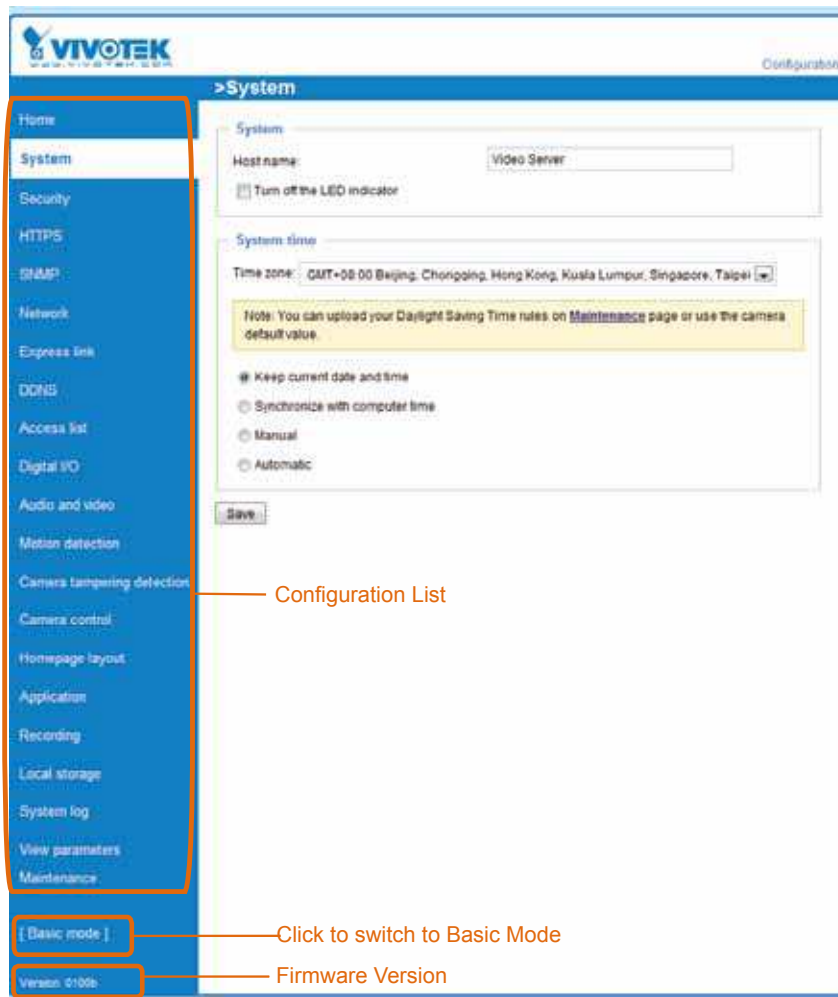 VIVOTEK
www.vivotek.com
Configuration
>System
Home
System
Security
HTTPS
SNMP
Network
Express link
DDNS
Access list
Digital I/O
Audio and video
Motion detection
Camera tampering detection
Camera control
Homepage layout
Application
Recording
Local storage
System log
View parameters
Maintenance
[ Basic mode ]
Version: 0100b
System
Host name:
Video Server
Turn off the LED indicator
System time
Time zone:
GMT+08:00 Beijing, Chongqing, Hong Kong, Kuala Lumpur, Singapore, Taipei
Note: You can upload your Daylight Saving Time rules on Maintenance page or use the camera
default value.
Keep current date and time
Synchronize with computer time
Manual
Automatic
Save
Configuration List
Click to switch to Basic Mode
Firmware Version